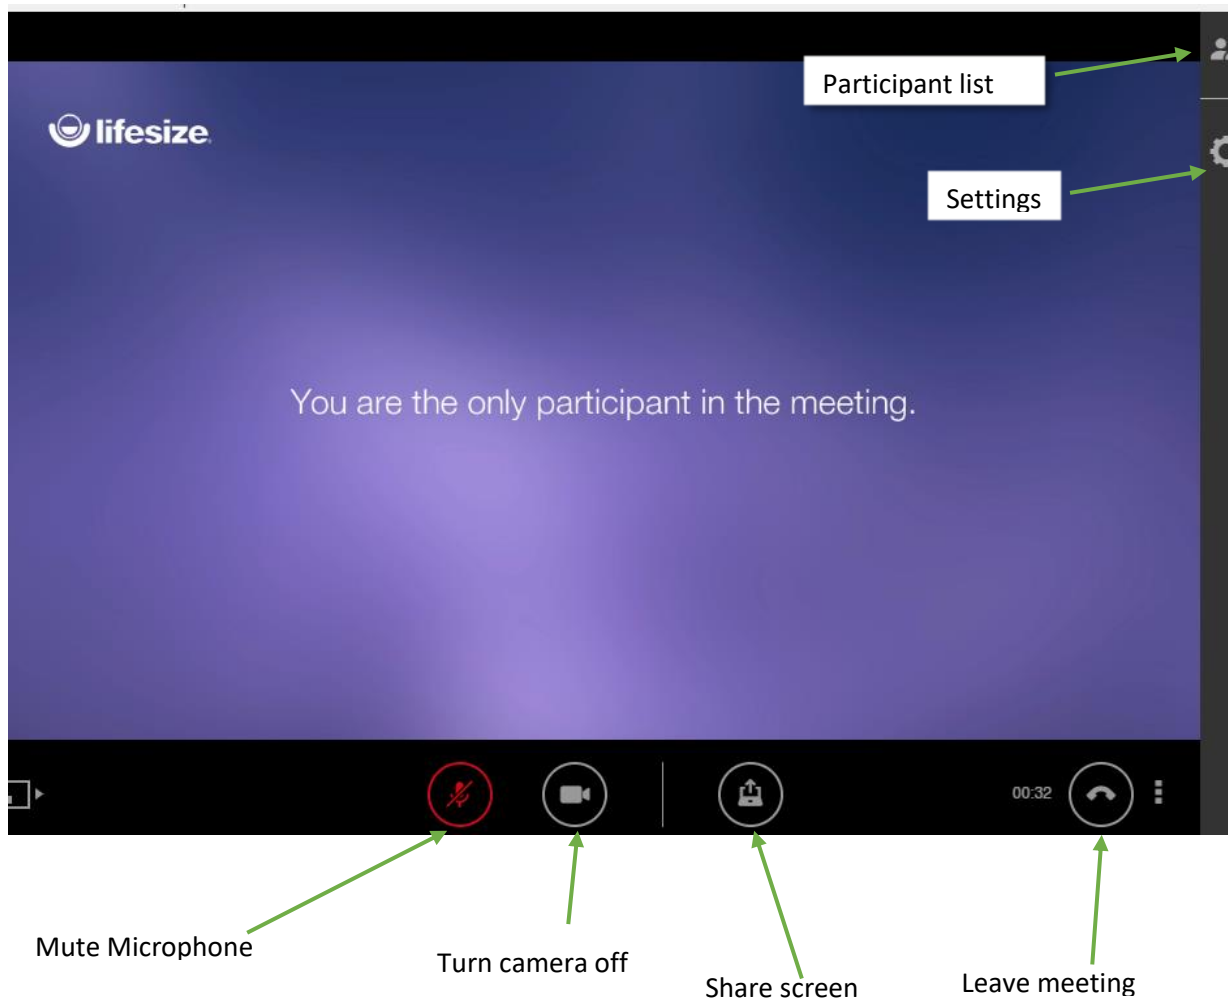 Participant list
lifesize
Settings
You are the only participant in the meeting.
00:32
Mute Microphone
Turn camera off
Share screen
Leave meeting